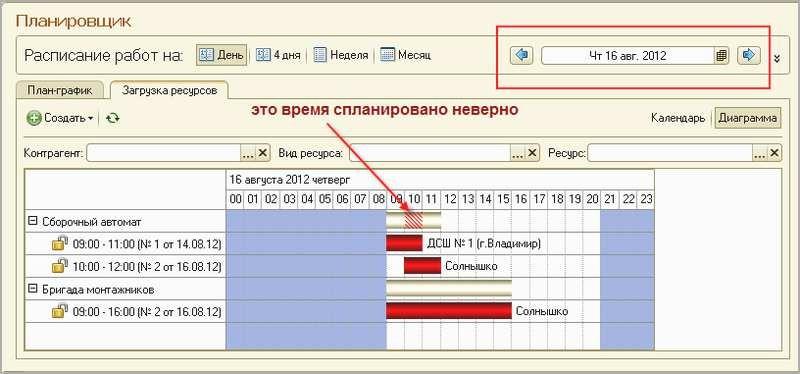 Планировщик
Расписание работ на: День 4 дня Неделя Месяц Чт 16 авг. 2012
План-график Загрузка ресурсов
это время спланировано неверно
Создать Календарь Диаграмма
Контрагент: ... Вид ресурса: ... Ресурс: ...
16 августа 2012 четверг
00 01 02 03 04 05 06 07 08 09 10 11 12 13 14 15 16 17 18 19 20 21 22 23
Сборочный автомат
09:00 - 11:00 (№ 1 от 14.08.12) ДСШ № 1 (г.Владимир)
10:00 - 12:00 (№ 2 от 16.08.12) Солнышко
Бригада монтажников
09:00 - 16:00 (№ 2 от 16.08.12) Солнышко